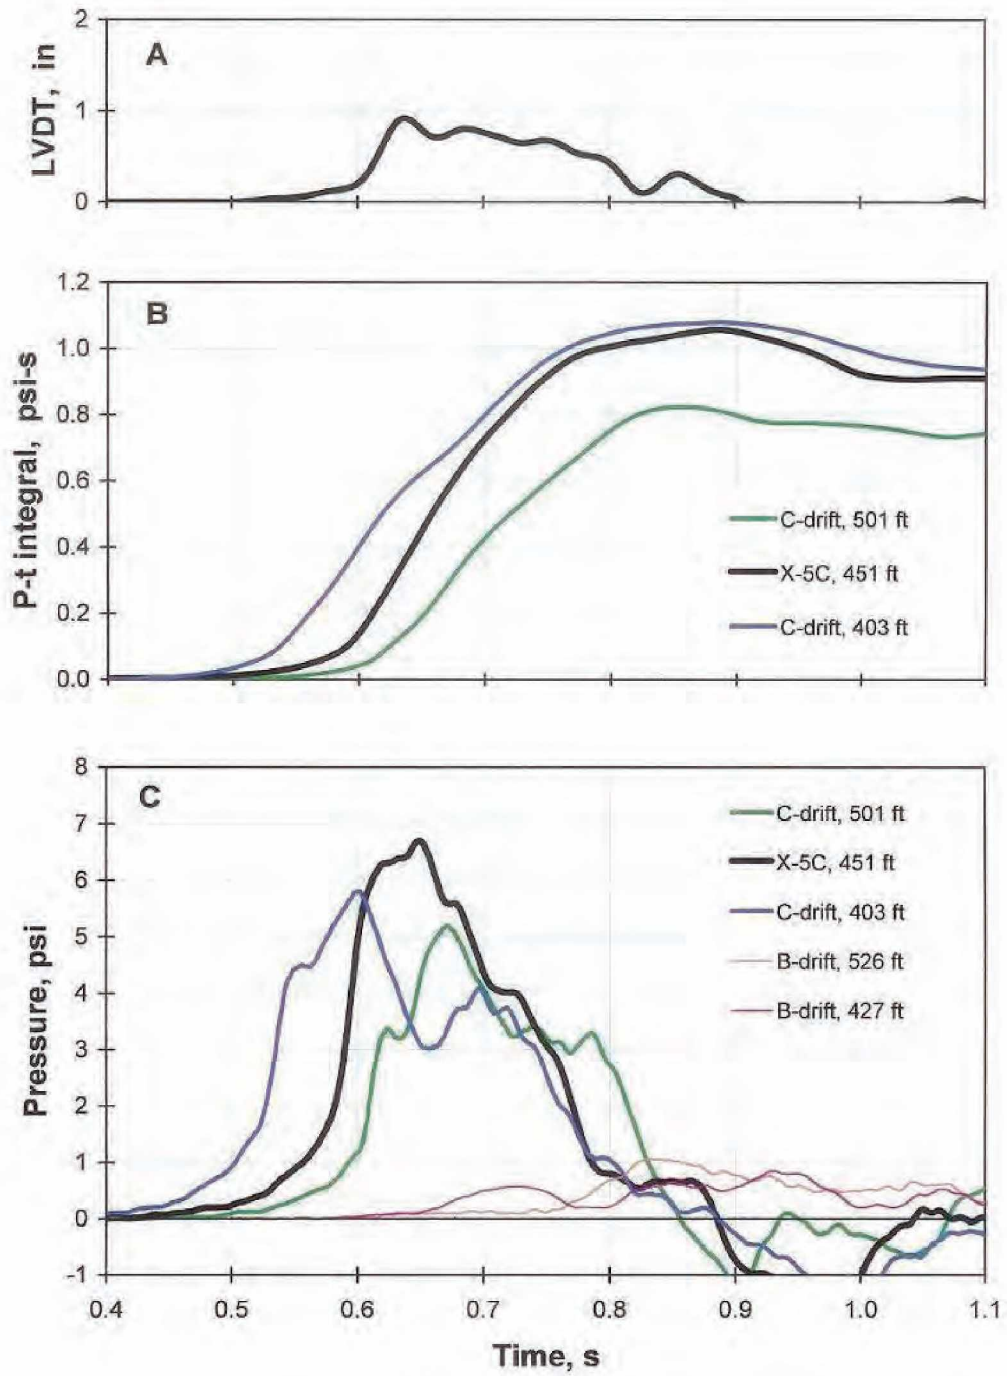 A
LVDT, in
2
1
0
B
P-t integral, psi-s
1.2
1.0
0.8
0.6
0.4
0.2
0.0
C-drift, 501 ft
X-5C, 451 ft
C-drift, 403 ft
C
Pressure, psi
8
7
6
5
4
3
2
1
0
-1
C-drift, 501 ft
X-5C, 451 ft
C-drift, 403 ft
B-drift, 526 ft
B-drift, 427 ft
0.4 0.5 0.6 0.7 0.8 0.9 1.0 1.1
Time, s